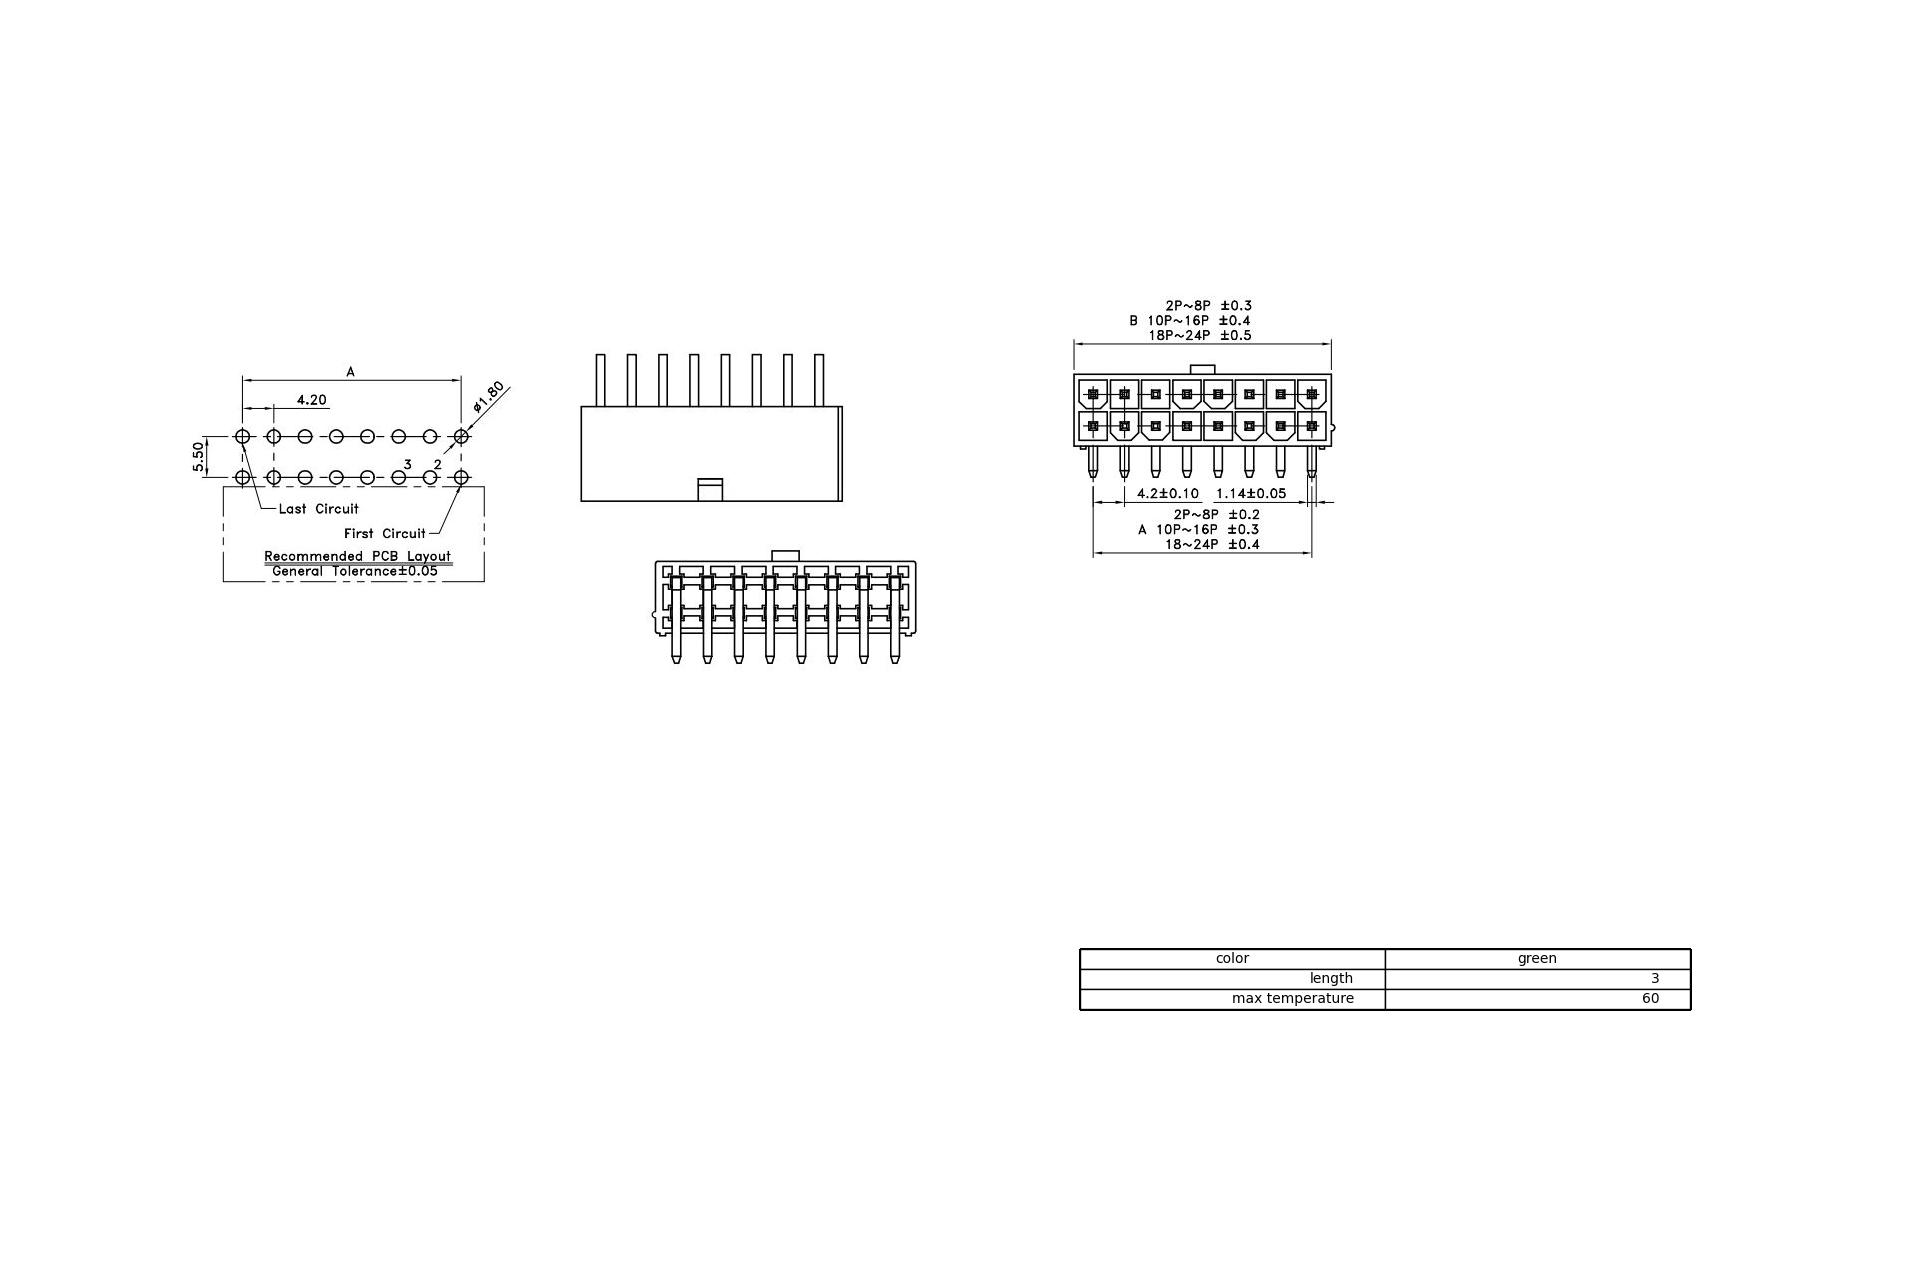 A
4.20
ø1.80
5.50
3 2
Last Circuit
First Circuit
Recommended PCB Layout
General Tolerance±0.05
2P~8P ±0.3
B 10P~16P ±0.4
18P~24P ±0.5
4.2±0.10 1.14±0.05
2P~8P ±0.2
A 10P~16P ±0.3
18~24P ±0.4
color green
length 3
max temperature 60